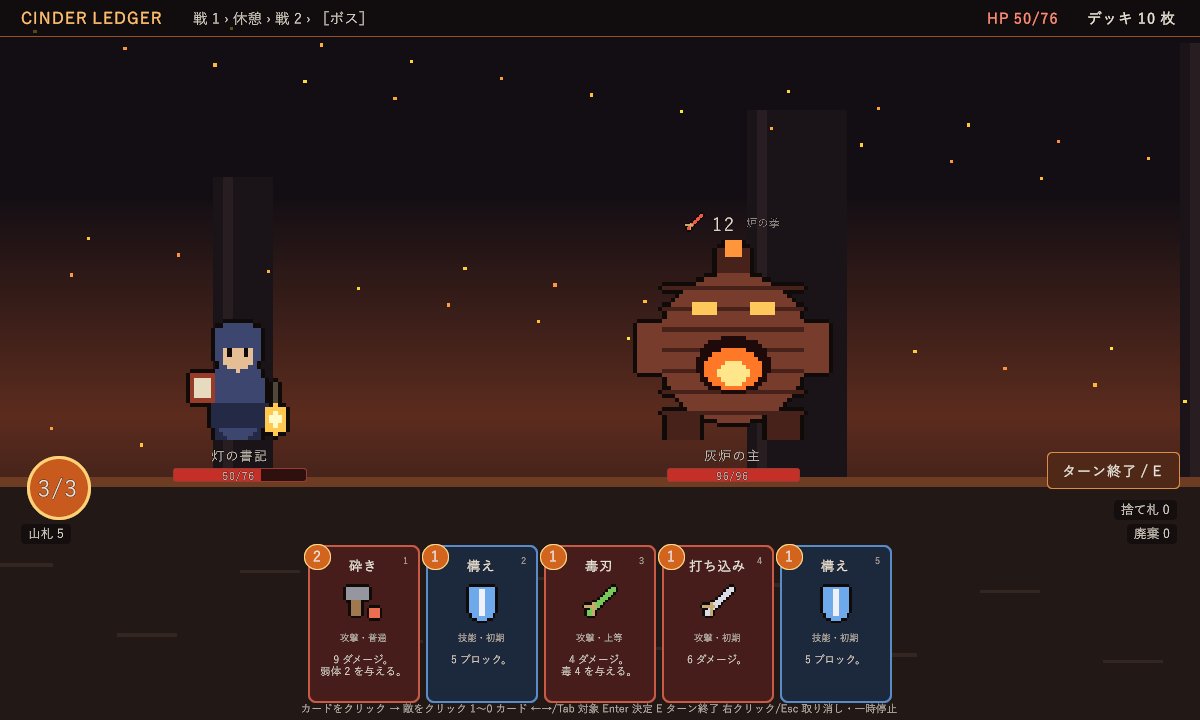 CINDER LEDGER
戦 1 › 休憩 › 戦 2 › ［ボス］
HP 50/76
デッキ 10 枚
12 炉の拳
灯の書記
50/76
灰炉の主
96/96
3/3
山札 5
ターン終了 / E
捨て札 0
廃棄 0
2 砕き 1
攻撃・普通
9 ダメージ。
弱体 2 を与える。
1 構え 2
技能・初期
5 ブロック。
1 毒刃 3
攻撃・上等
4 ダメージ。
毒 4 を与える。
1 打ち込み 4
攻撃・初期
6 ダメージ。
1 構え 5
技能・初期
5 ブロック。
カードをクリック → 敵をクリック 1〜0 カード ←→/Tab 対象 Enter 決定 E ターン終了 右クリック/Esc 取り消し・一時停止